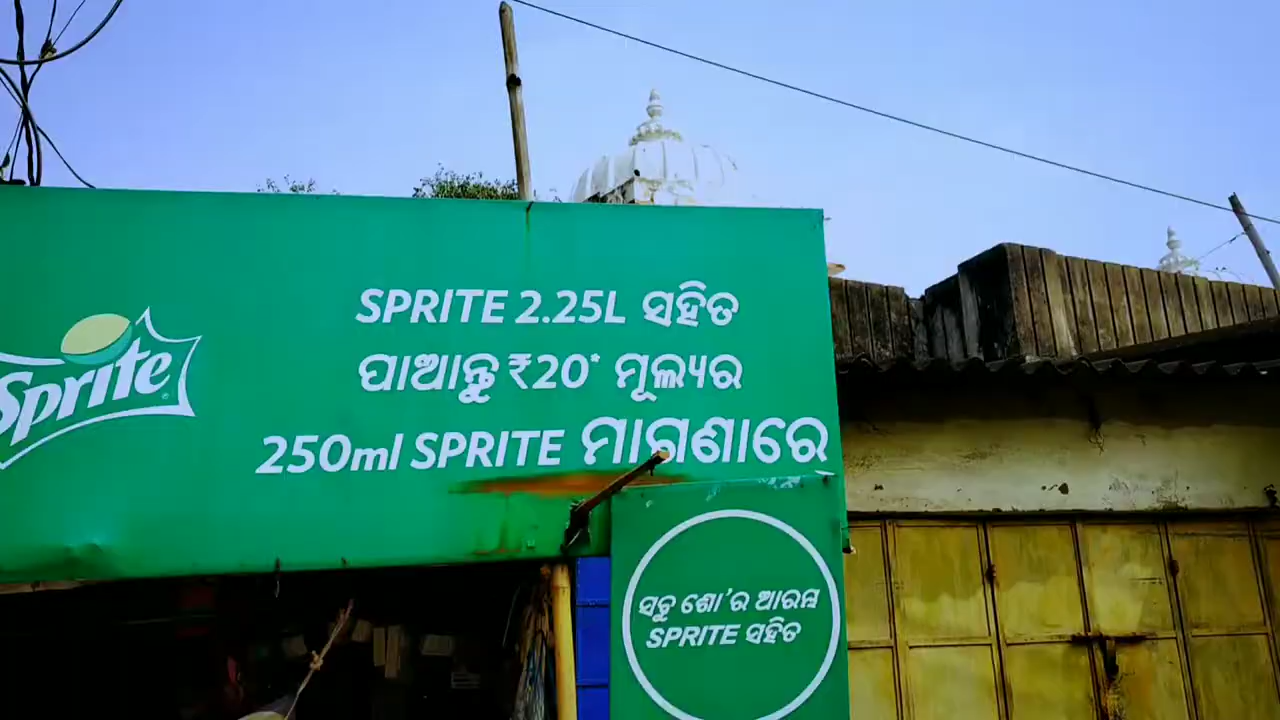 Sprite
SPRITE 2.25L ସହିତ
ପାଆନ୍ତୁ ₹20* ମୂଲ୍ୟର
250ml SPRITE ମାଗଣାରେ
ସବୁ ଶୋ'ର ଆରମ୍ଭ
SPRITE ସହିତ